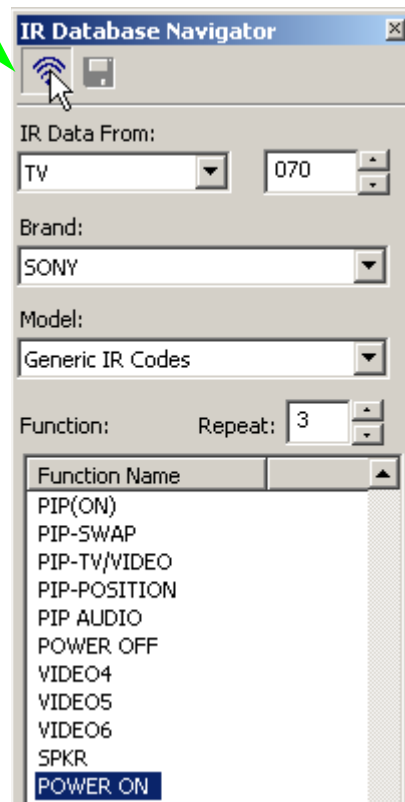 IR Database Navigator
IR Data From:
TV 070
Brand:
SONY
Model:
Generic IR Codes
Function: Repeat: 3
Function Name
PIP(ON)
PIP-SWAP
PIP-TV/VIDEO
PIP-POSITION
PIP AUDIO
POWER OFF
VIDEO4
VIDEO5
VIDEO6
SPKR
POWER ON